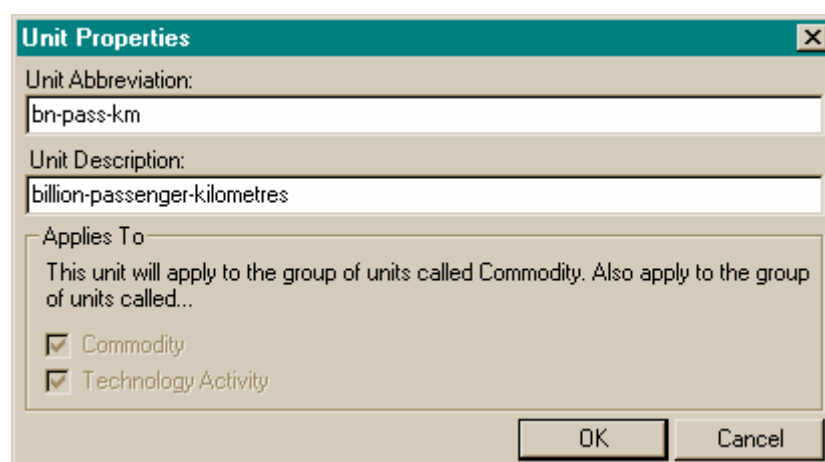 Unit Properties
Unit Abbreviation:
bn-pass-km
Unit Description:
billion-passenger-kilometres
Applies To
This unit will apply to the group of units called Commodity. Also apply to the group
of units called...
Commodity
Technology Activity
OK Cancel